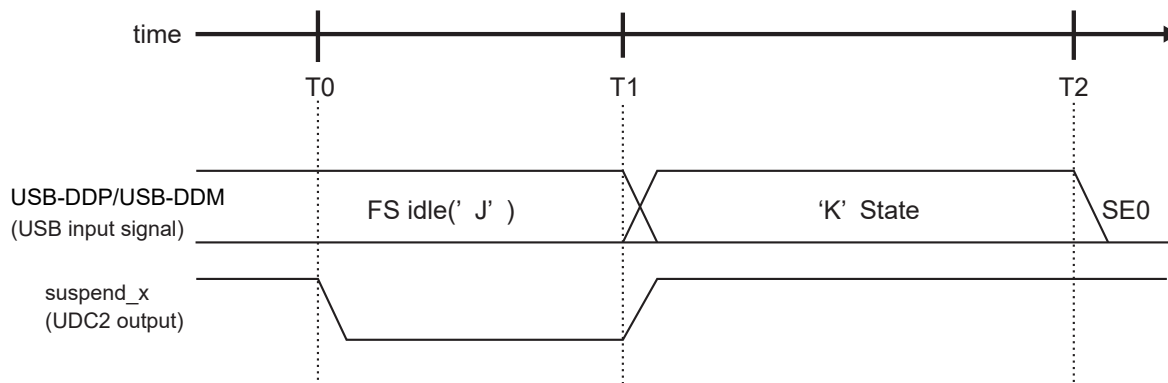 time
T0 T1 T2
USB-DDP/USB-DDM
(USB input signal)
FS idle(’ J’ )
‘K’ State
SE0
suspend_x
(UDC2 output)